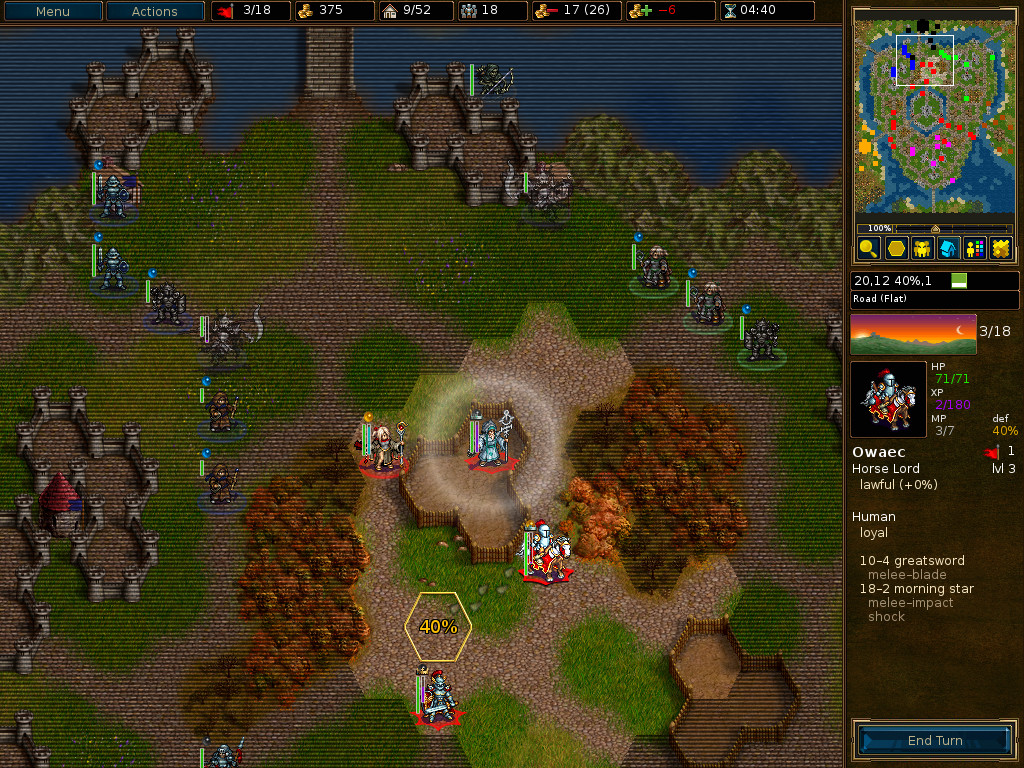 Menu
Actions
3/18
375
9/52
18
17 (26)
−6
04:40
100%
20,12 40%,1
Road (Flat)
3/18
HP
71/71
XP
2/180
MP
3/7
def
40%
Owaec
1
Horse Lord
lvl 3
lawful (+0%)
Human
loyal
10–4 greatsword
melee–blade
18–2 morning star
melee–impact
shock
40%
End Turn